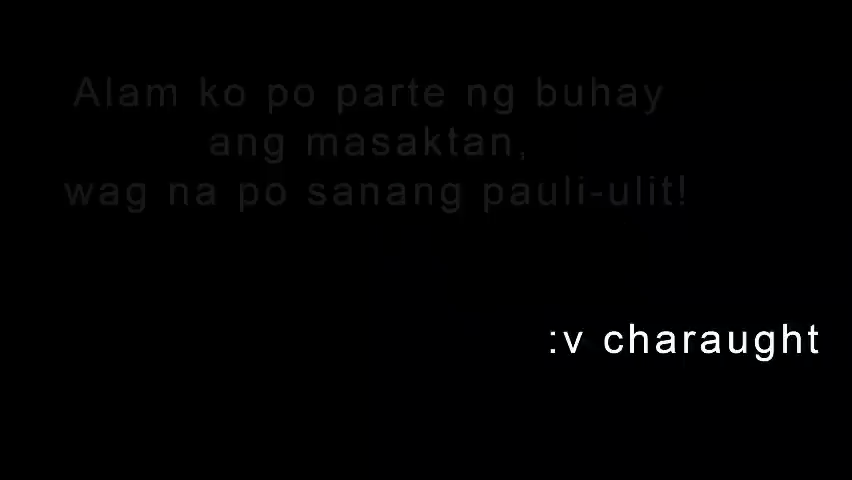 Alam ko po parte ng buhay
ang masaktan,
wag na po sanang pauli-ulit!
:v charaught